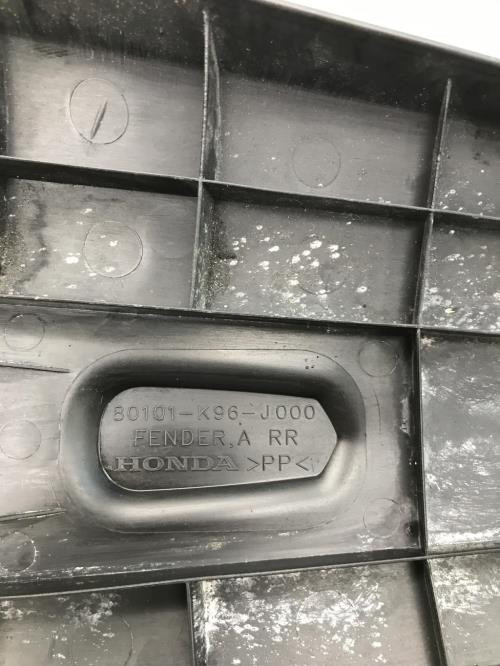 80101-K96-J000
FENDER,A RR
HONDA >PP<